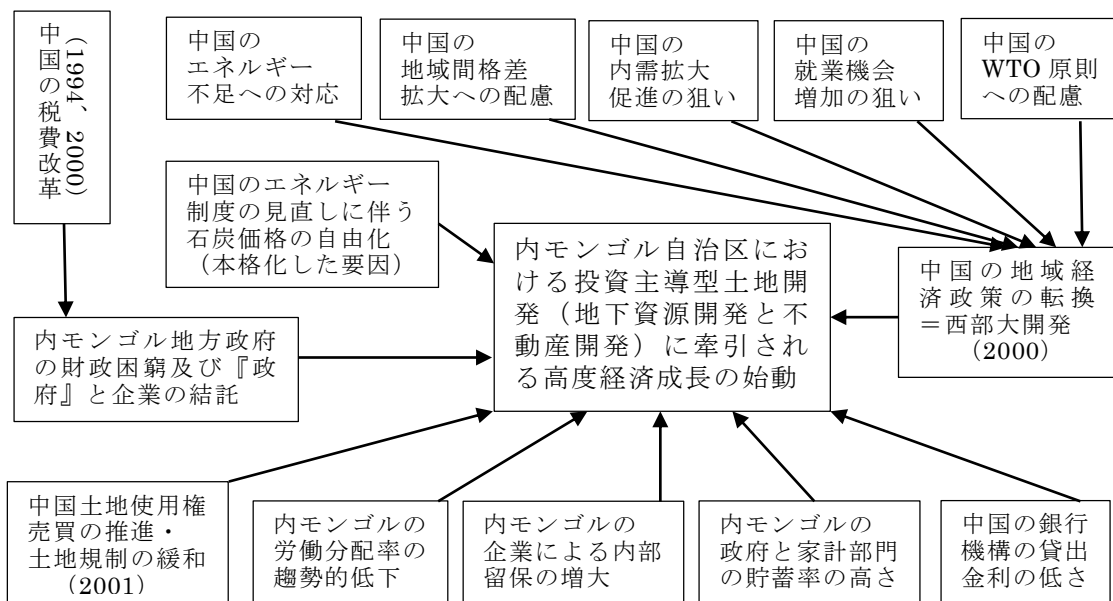 中国の税費改革
(1994、2000)
中国の
エネルギー
不足への対応
中国の
地域間格差
拡大への配慮
中国の
内需拡大
促進の狙い
中国の
就業機会
増加の狙い
中国の
WTO 原則
への配慮
中国のエネルギー
制度の見直しに伴う
石炭価格の自由化
（本格化した要因）
内モンゴル自治区にお
ける投資主導型土地開
発（地下資源開発と不
動産開発）に牽引され
る高度経済成長の始動
中国の地域経
済政策の転換
＝西部大開発
(2000)
内モンゴル地方政府
の財政困窮及び『政
府』と企業の結託
中国土地使用権
売買の推進・
土地規制の緩和
(2001)
内モンゴルの
労働分配率の
趨勢的低下
内モンゴルの
企業による内部
留保の増大
内モンゴルの
政府と家計部門
の貯蓄率の高さ
中国の銀行
機構の貸出
金利の低さ